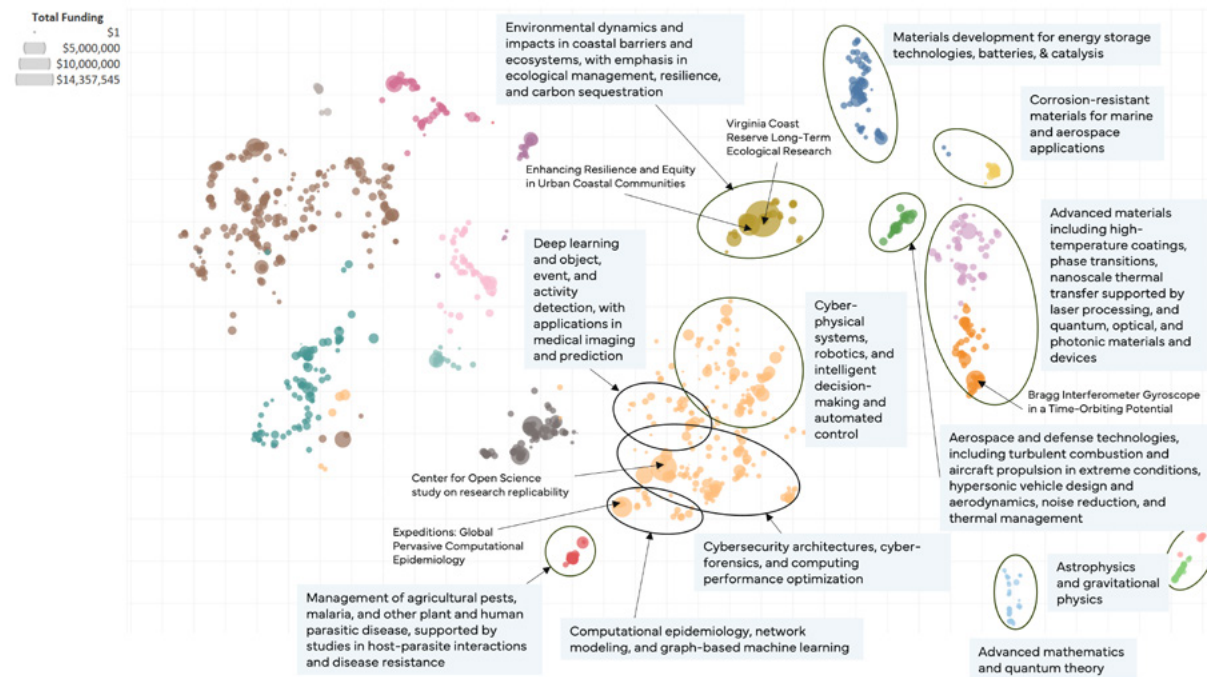 Total Funding
$1
$5,000,000
$10,000,000
$14,357,545
Environmental dynamics and
impacts in coastal barriers and
ecosystems, with emphasis in
ecological management, resilience,
and carbon sequestration
Materials development for energy storage
technologies, batteries, & catalysis
Corrosion-resistant
materials for marine
and aerospace
applications
Virginia Coast
Reserve Long-Term
Ecological Research
Enhancing Resilience and Equity
in Urban Coastal Communities
Advanced materials
including high-
temperature coatings,
phase transitions,
nanoscale thermal
transfer supported by
laser processing, and
quantum, optical, and
photonic materials and
devices
Deep learning
and object,
event, and
activity
detection, with
applications in
medical imaging
and prediction
Cyber-
physical
systems,
robotics, and
intelligent
decision-
making and
automated
control
Bragg Interferometer Gyroscope
in a Time-Orbiting Potential
Aerospace and defense technologies,
including turbulent combustion and
aircraft propulsion in extreme conditions,
hypersonic vehicle design and
aerodynamics, noise reduction, and
thermal management
Center for Open Science
study on research replicability
Expeditions: Global
Pervasive Computational
Epidemiology
Cybersecurity architectures, cyber-
forensics, and computing
performance optimization
Astrophysics
and gravitational
physics
Management of agricultural pests,
malaria, and other plant and human
parasitic disease, supported by
studies in host-parasite interactions
and disease resistance
Computational epidemiology, network
modeling, and graph-based machine learning
Advanced mathematics
and quantum theory